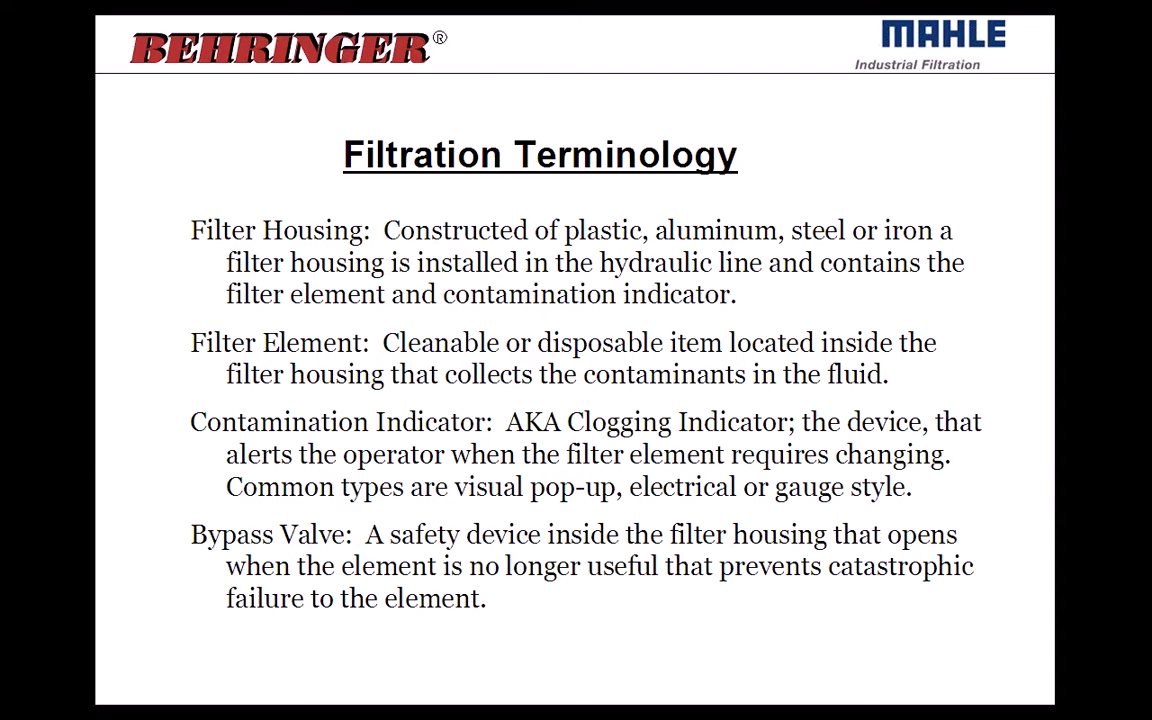 BEHRINGER®
MAHLE
Industrial Filtration
Filtration Terminology
Filter Housing: Constructed of plastic, aluminum, steel or iron a
filter housing is installed in the hydraulic line and contains the
filter element and contamination indicator.
Filter Element: Cleanable or disposable item located inside the
filter housing that collects the contaminants in the fluid.
Contamination Indicator: AKA Clogging Indicator; the device, that
alerts the operator when the filter element requires changing.
Common types are visual pop-up, electrical or gauge style.
Bypass Valve: A safety device inside the filter housing that opens
when the element is no longer useful that prevents catastrophic
failure to the element.